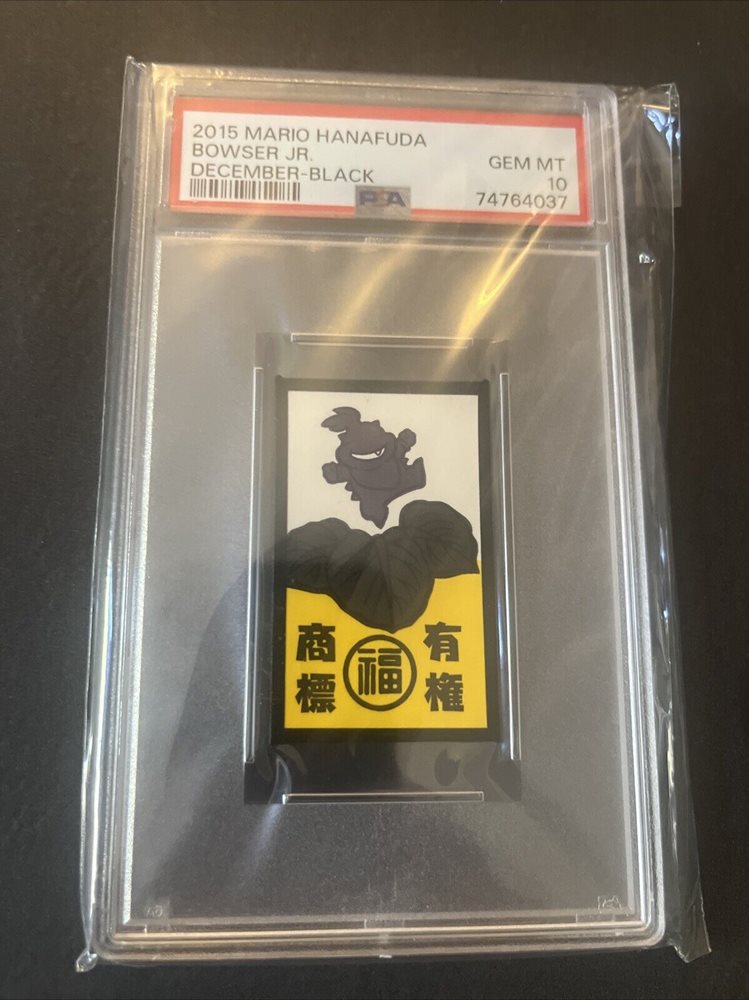 2015 MARIO HANAFUDA
BOWSER JR.
DECEMBER-BLACK
GEM MT
10
74764037
PSA
商標
福
有権